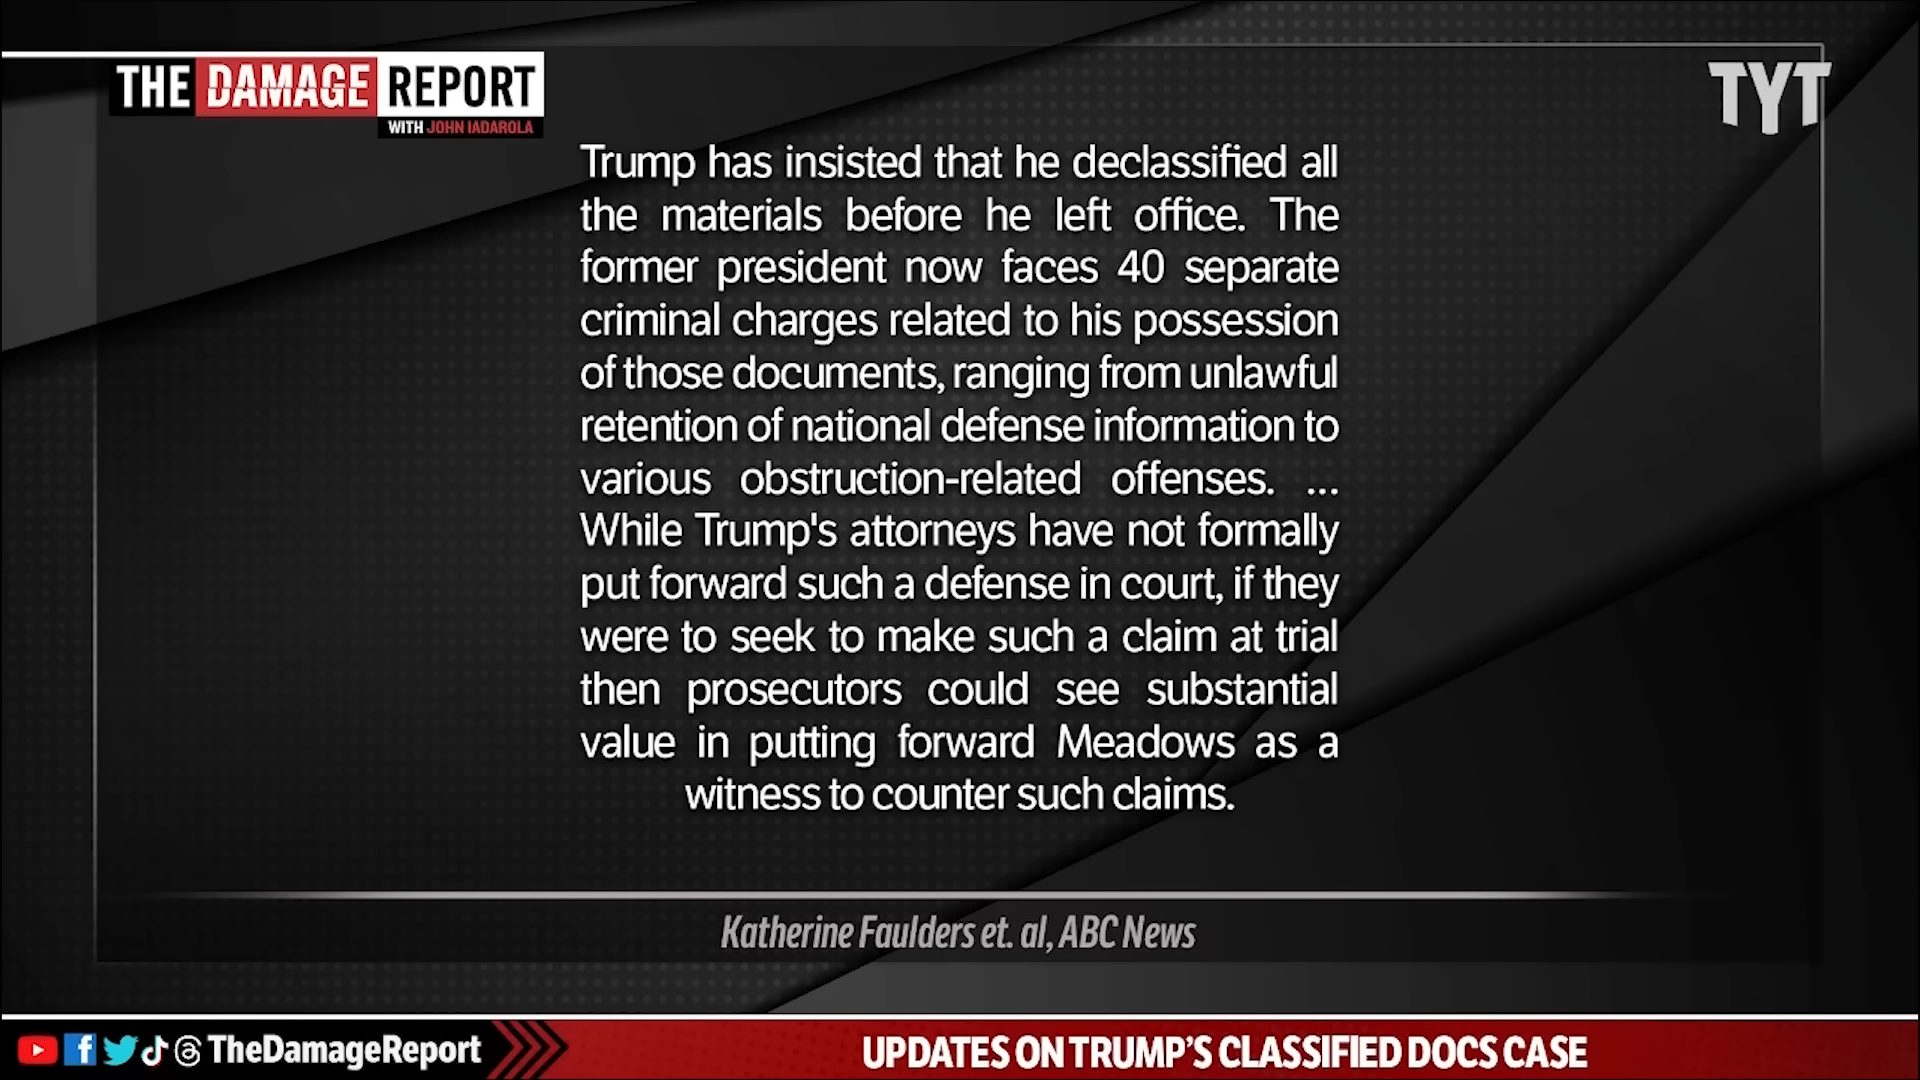 THE DAMAGE REPORT
WITH JOHN IADAROLA
TYT
Trump has insisted that he declassified all
the materials before he left office. The
former president now faces 40 separate
criminal charges related to his possession
of those documents, ranging from unlawful
retention of national defense information to
various obstruction-related offenses. ...
While Trump's attorneys have not formally
put forward such a defense in court, if they
were to seek to make such a claim at trial
then prosecutors could see substantial
value in putting forward Meadows as a
witness to counter such claims.
Katherine Faulders et. al, ABC News
TheDamageReport
UPDATES ON TRUMP’S CLASSIFIED DOCS CASE